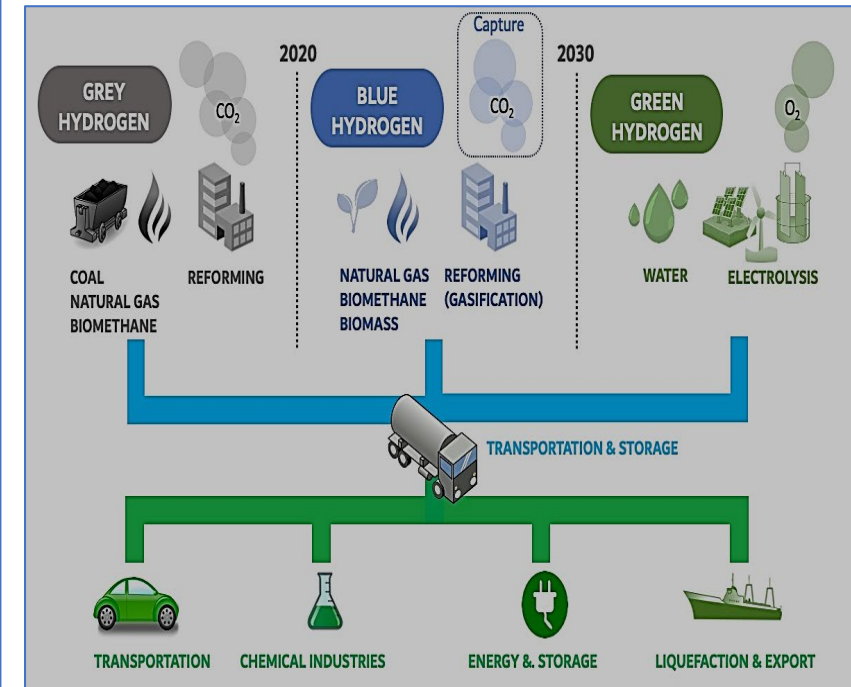 2020
2030
GREY
HYDROGEN
CO₂
Capture
BLUE
HYDROGEN
CO₂
GREEN
HYDROGEN
O₂
COAL
NATURAL GAS
BIOMETHANE
REFORMING
NATURAL GAS
BIOMETHANE
BIOMASS
REFORMING
(GASIFICATION)
WATER
ELECTROLYSIS
TRANSPORTATION & STORAGE
TRANSPORTATION
CHEMICAL INDUSTRIES
ENERGY &. STORAGE
LIQUEFACTION & EXPORT